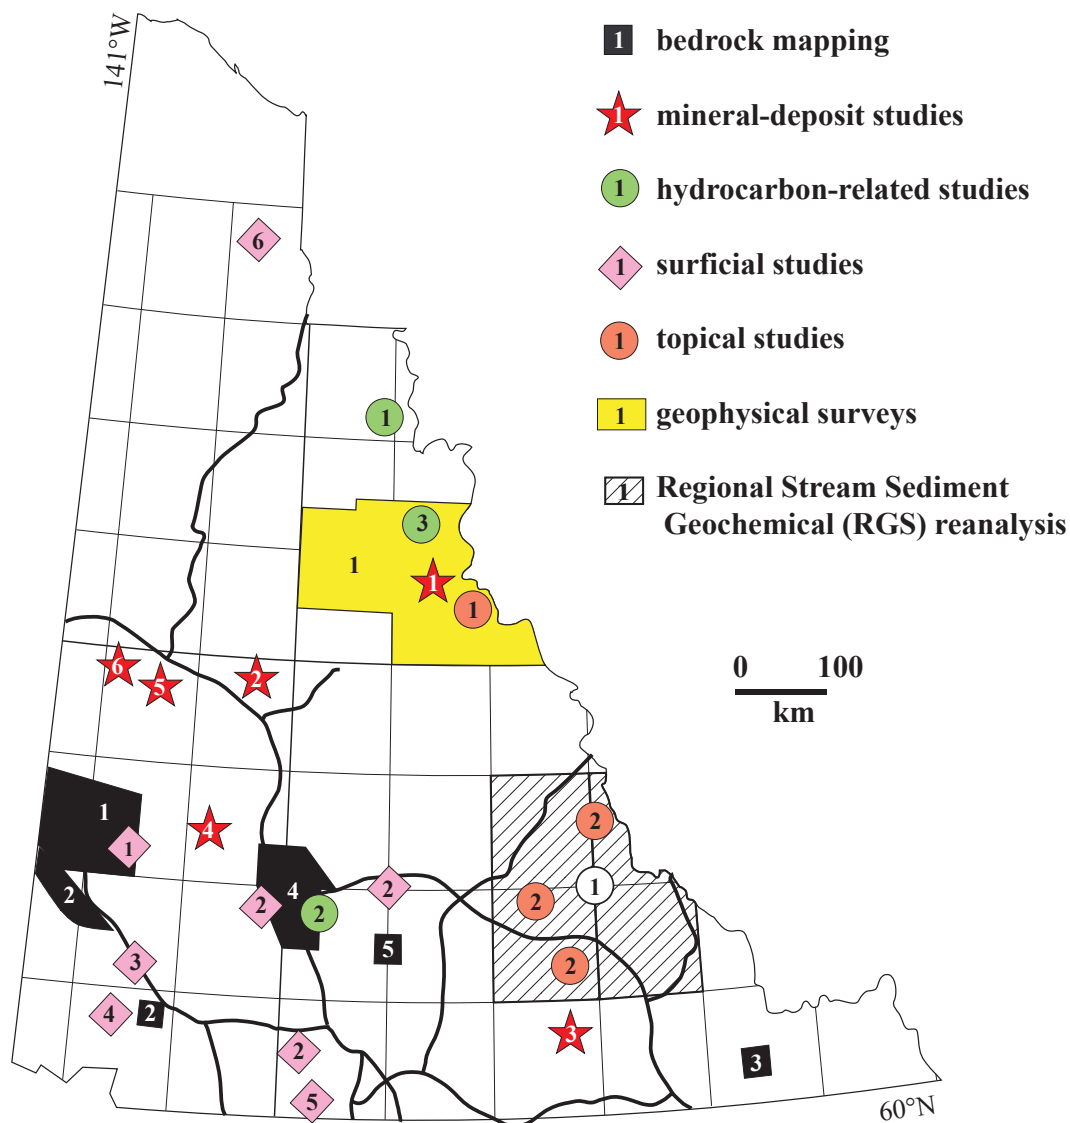 141°W
1 bedrock mapping
1 mineral-deposit studies
1 hydrocarbon-related studies
1 surficial studies
1 topical studies
1 geophysical surveys
1 Regional Stream Sediment
Geochemical (RGS) reanalysis
6
1
3
1
1
1
6
5
2
0 100
km
1
1
4
2
2
4
2
2
2
1
2
5
2
3
4
2
2
3
3
5
60°N